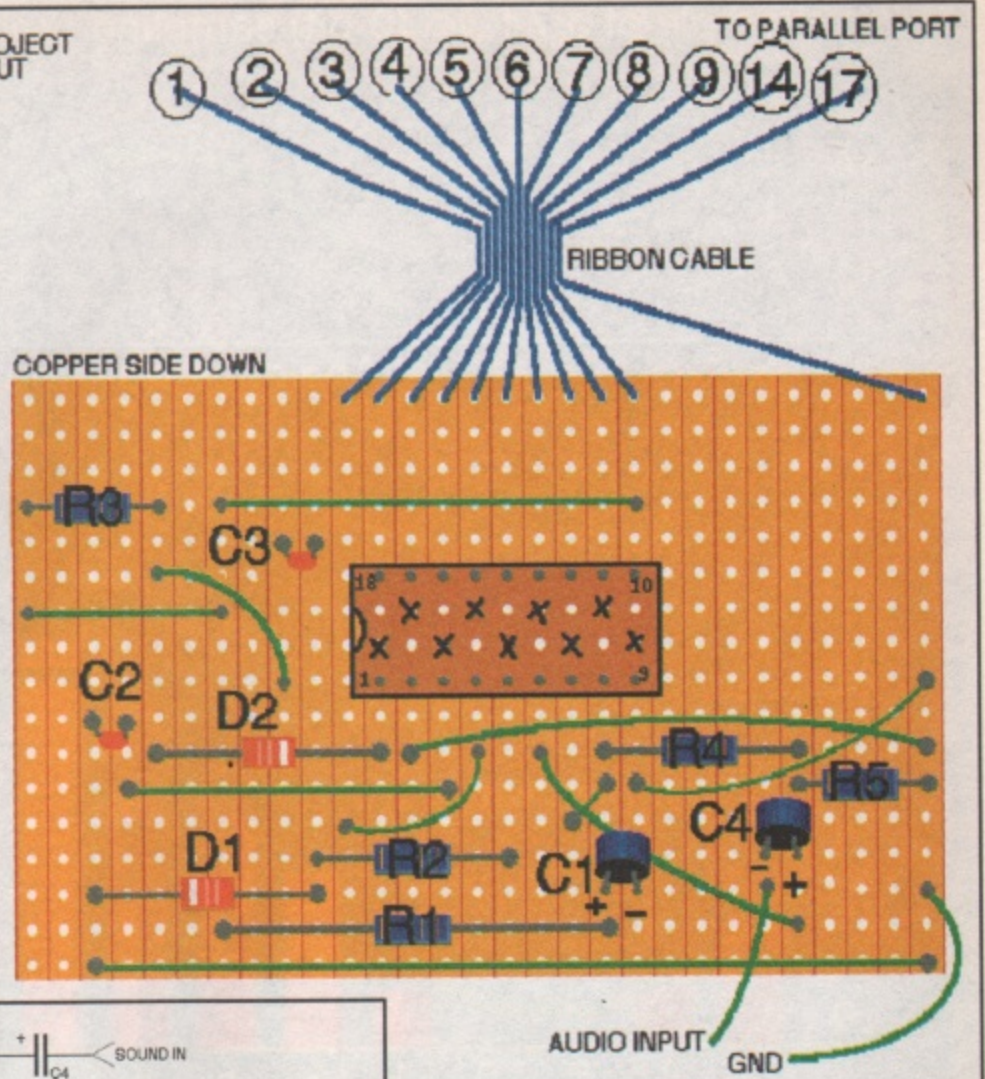 OJECT
UT
TO PARALLEL PORT
1 2 3 4 5 6 7 8 9 14 17
RIBBON CABLE
COPPER SIDE DOWN
R3
C3
18 10
1 9
C2
D2
R4
R5
C4
- +
D1
R2
C1
+ -
R1
AUDIO INPUT
GND
+
C4
SOUND IN